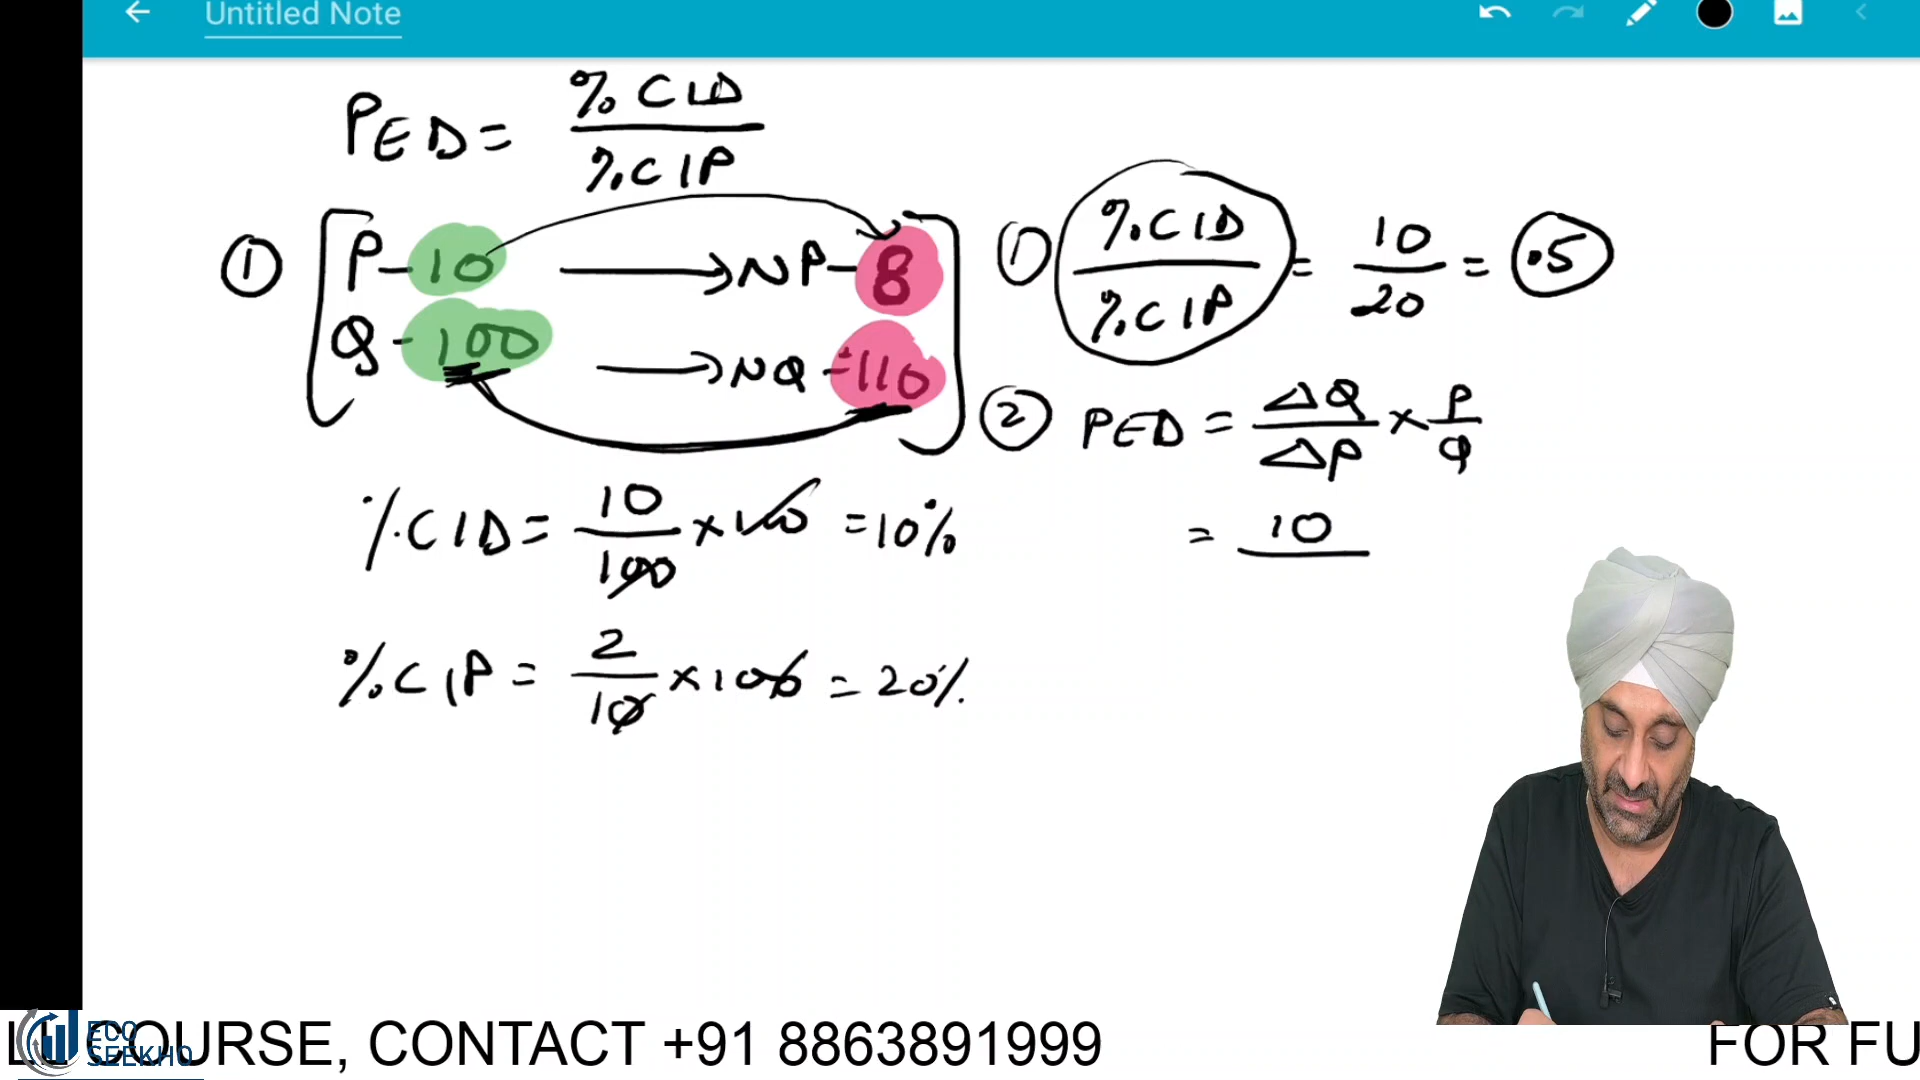 Untitled Note
PED = % CID / % CIP
① P - 10 → NP - 8
Q - 100 → NQ - 110
% CID = 10 / 100 × 100 = 10%
% CIP = 2 / 10 × 100 = 20%
① % CID / % CIP = 10 / 20 = .5
② PED = ΔQ / ΔP × P / Q
= 10
ECO
SEEKHO
COURSE, CONTACT +91 8863891999
FOR FU